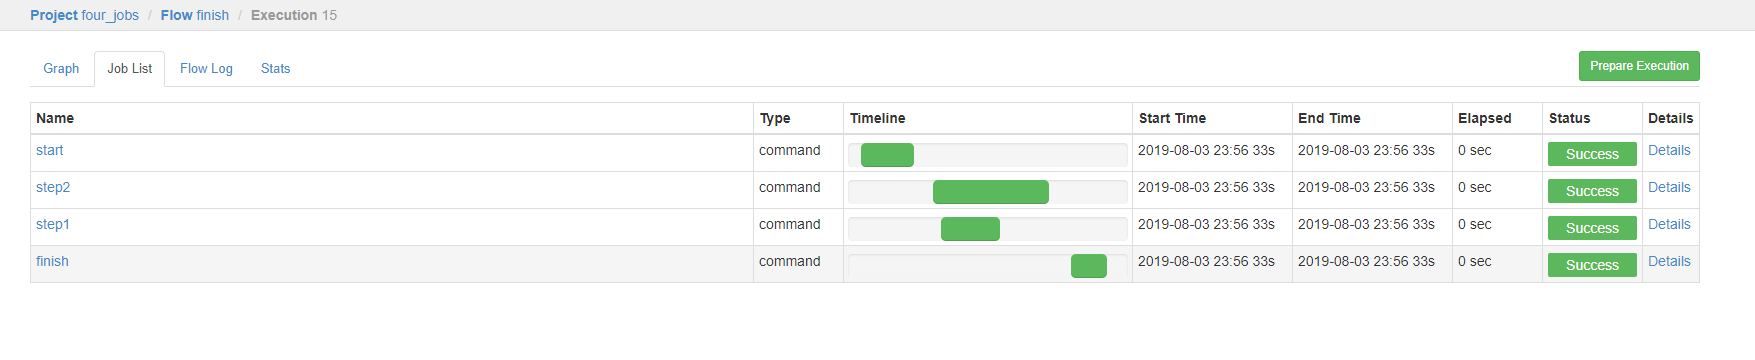 Project four_jobs / Flow finish / Execution 15
Graph Job List Flow Log Stats Prepare Execution
Name Type Timeline Start Time End Time Elapsed Status Details
start command 2019-08-03 23:56 33s 2019-08-03 23:56 33s 0 sec Success Details
step2 command 2019-08-03 23:56 33s 2019-08-03 23:56 33s 0 sec Success Details
step1 command 2019-08-03 23:56 33s 2019-08-03 23:56 33s 0 sec Success Details
finish command 2019-08-03 23:56 33s 2019-08-03 23:56 33s 0 sec Success Details